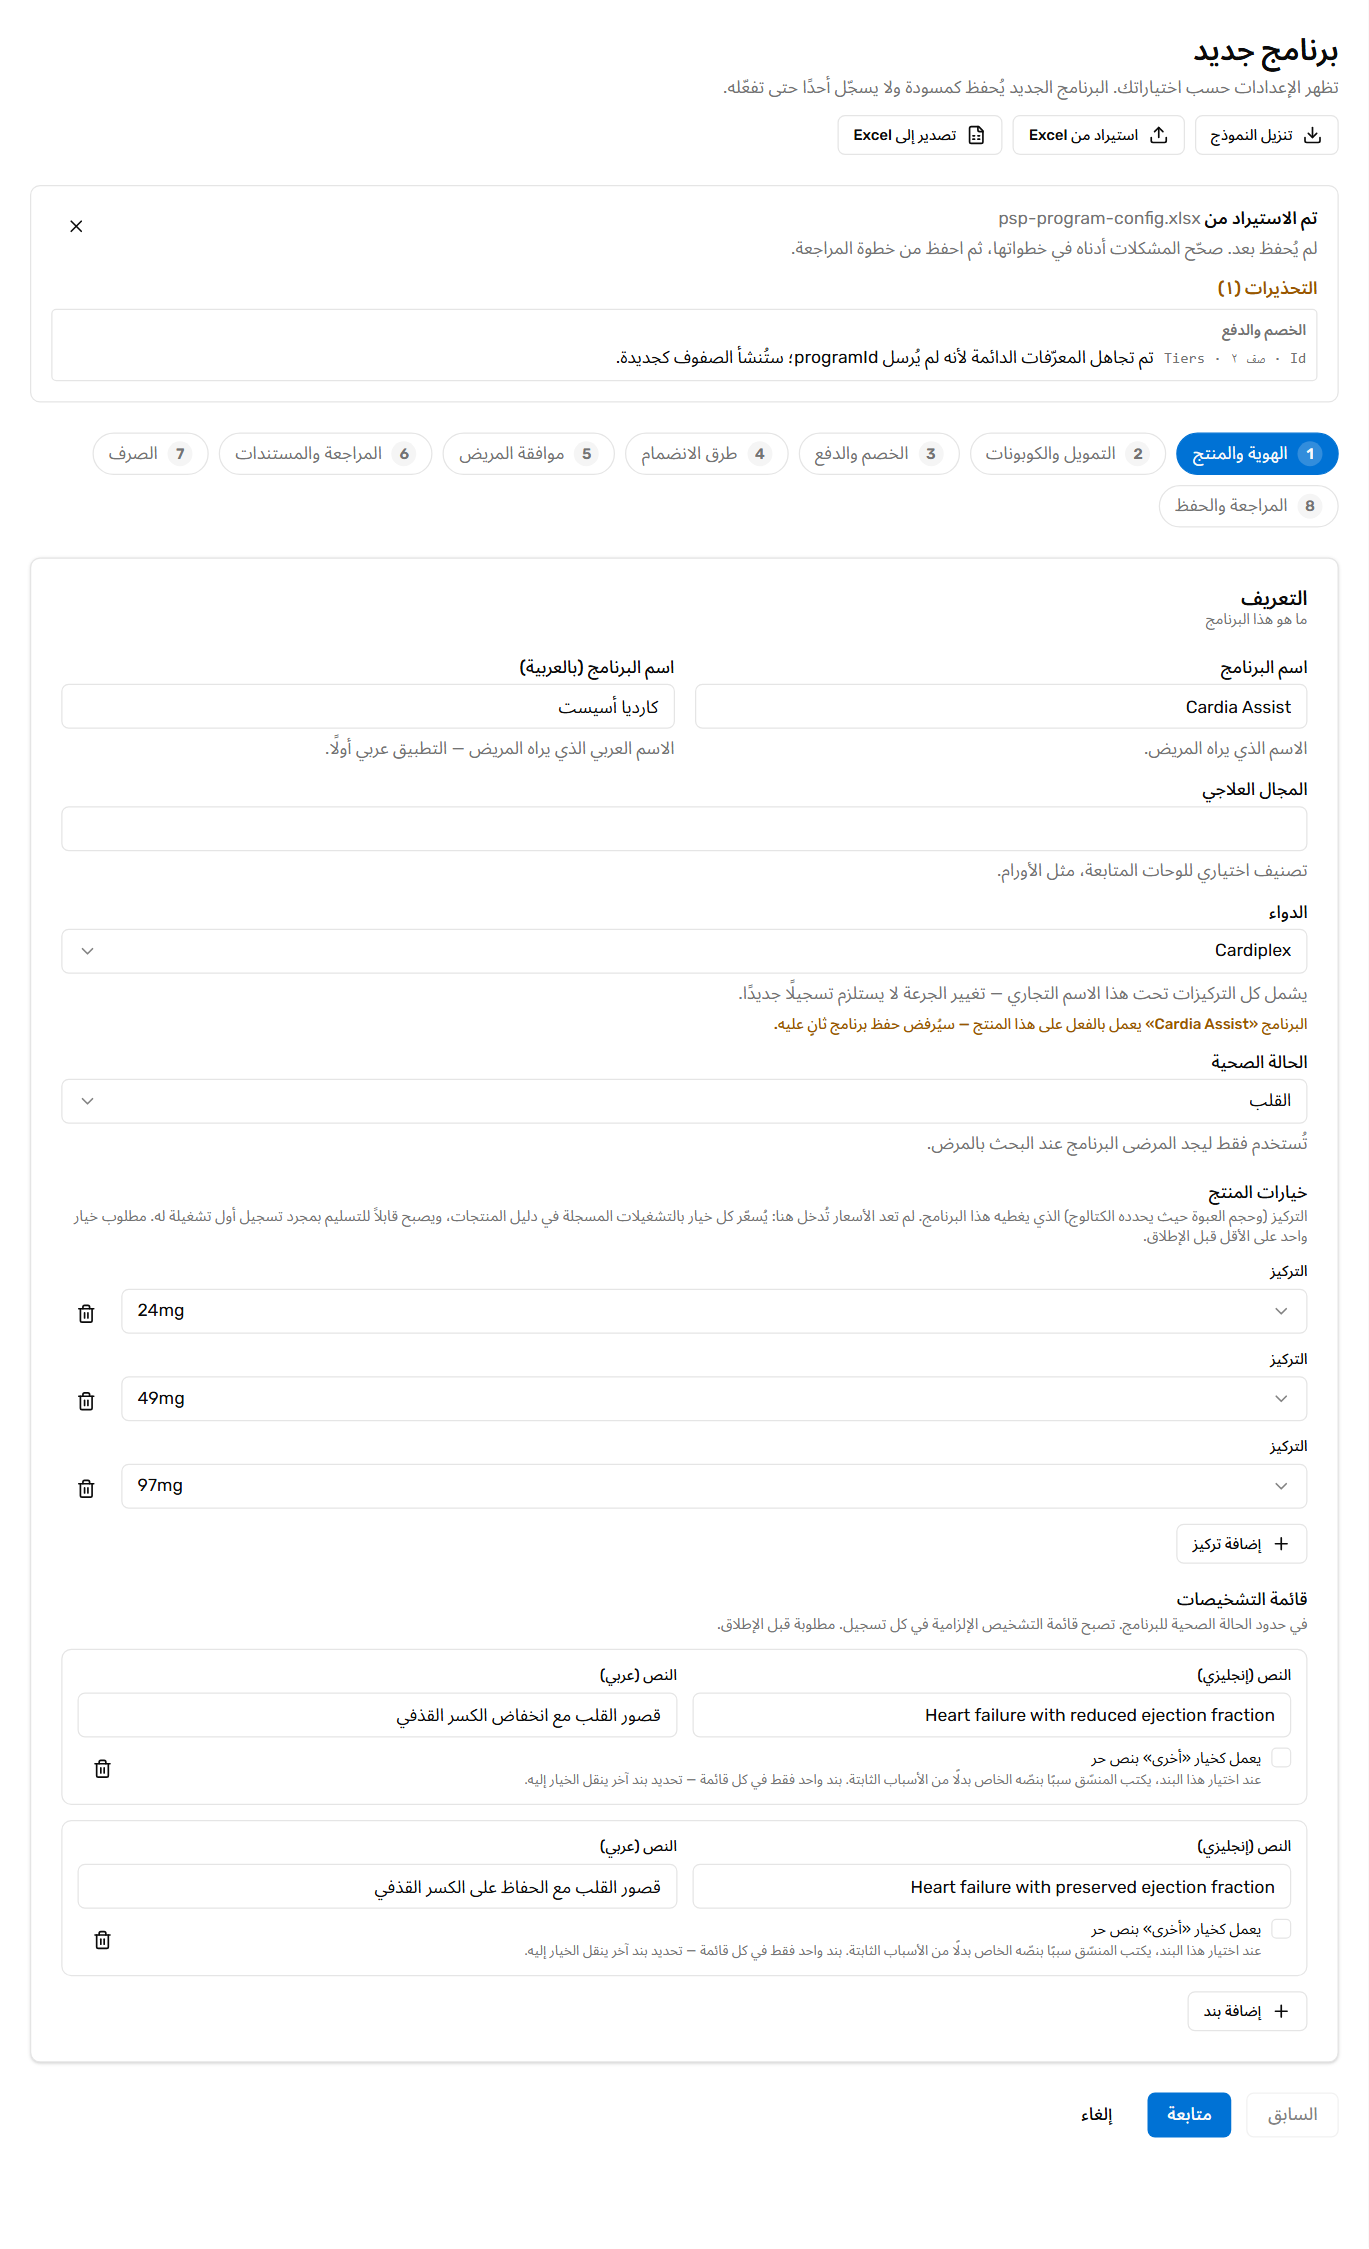 برنامج جديد
تظهر الإعدادات حسب اختياراتك. البرنامج الجديد يُحفظ كمسودة ولا يسجّل أحدًا حتى تفعّله.
تنزيل النموذج
استيراد من Excel
تصدير إلى Excel
تم الاستيراد من psp-program-config.xlsx
لم يُحفظ بعد. صحّح المشكلات أدناه في خطواتها، ثم احفظ من خطوة المراجعة.
التحذيرات (١)
الخصم والدفع
Id · صف ٢ · Tiers تم تجاهل المعرّفات الدائمة لأنه لم يُرسل programId؛ ستُنشأ الصفوف كجديدة.
1 الهوية والمنتج
2 التمويل والكوبونات
3 الخصم والدفع
4 طرق الانضمام
5 موافقة المريض
6 المراجعة والمستندات
7 الصرف
8 المراجعة والحفظ
التعريف
ما هو هذا البرنامج
اسم البرنامج
Cardia Assist
الاسم الذي يراه المريض.
اسم البرنامج (بالعربية)
كارديا أسيست
الاسم العربي الذي يراه المريض – التطبيق عربي أولًا.
المجال العلاجي
تصنيف اختياري للوحات المتابعة، مثل الأورام.
الدواء
Cardiplex
يشمل كل التركيزات تحت هذا الاسم التجاري – تغيير الجرعة لا يستلزم تسجيلًا جديدًا.
البرنامج «Cardia Assist» يعمل بالفعل على هذا المنتج – سيُرفض حفظ برنامج ثانٍ عليه.
الحالة الصحية
القلب
تُستخدم فقط ليجد المرضى البرنامج عند البحث بالمرض.
خيارات المنتج
التركيز (وحجم العبوة حيث يحدده الكتالوج) الذي يغطيه هذا البرنامج. لم تعد الأسعار تُدخل هنا: يُسعّر كل خيار بالتشغيلات المسجلة في دليل المنتجات، ويصبح قابلاً للتسليم بمجرد تسجيل أول تشغيلة له. مطلوب خيار
واحد على الأقل قبل الإطلاق.
التركيز
24mg
التركيز
49mg
التركيز
97mg
إضافة تركيز
قائمة التشخيصات
في حدود الحالة الصحية للبرنامج. تصبح قائمة التشخيص الإلزامية في كل تسجيل. مطلوبة قبل الإطلاق.
النص (إنجليزي)
Heart failure with reduced ejection fraction
النص (عربي)
قصور القلب مع انخفاض الكسر القذفي
يعمل كخيار «أخرى» بنص حر
عند اختيار هذا البند، يكتب المنسّق سببًا بنصّه الخاص بدلًا من الأسباب الثابتة. بند واحد فقط في كل قائمة – تحديد بند آخر ينقل الخيار إليه.
النص (إنجليزي)
Heart failure with preserved ejection fraction
النص (عربي)
قصور القلب مع الحفاظ على الكسر القذفي
يعمل كخيار «أخرى» بنص حر
عند اختيار هذا البند، يكتب المنسّق سببًا بنصّه الخاص بدلًا من الأسباب الثابتة. بند واحد فقط في كل قائمة – تحديد بند آخر ينقل الخيار إليه.
إضافة بند
السابق
متابعة
إلغاء